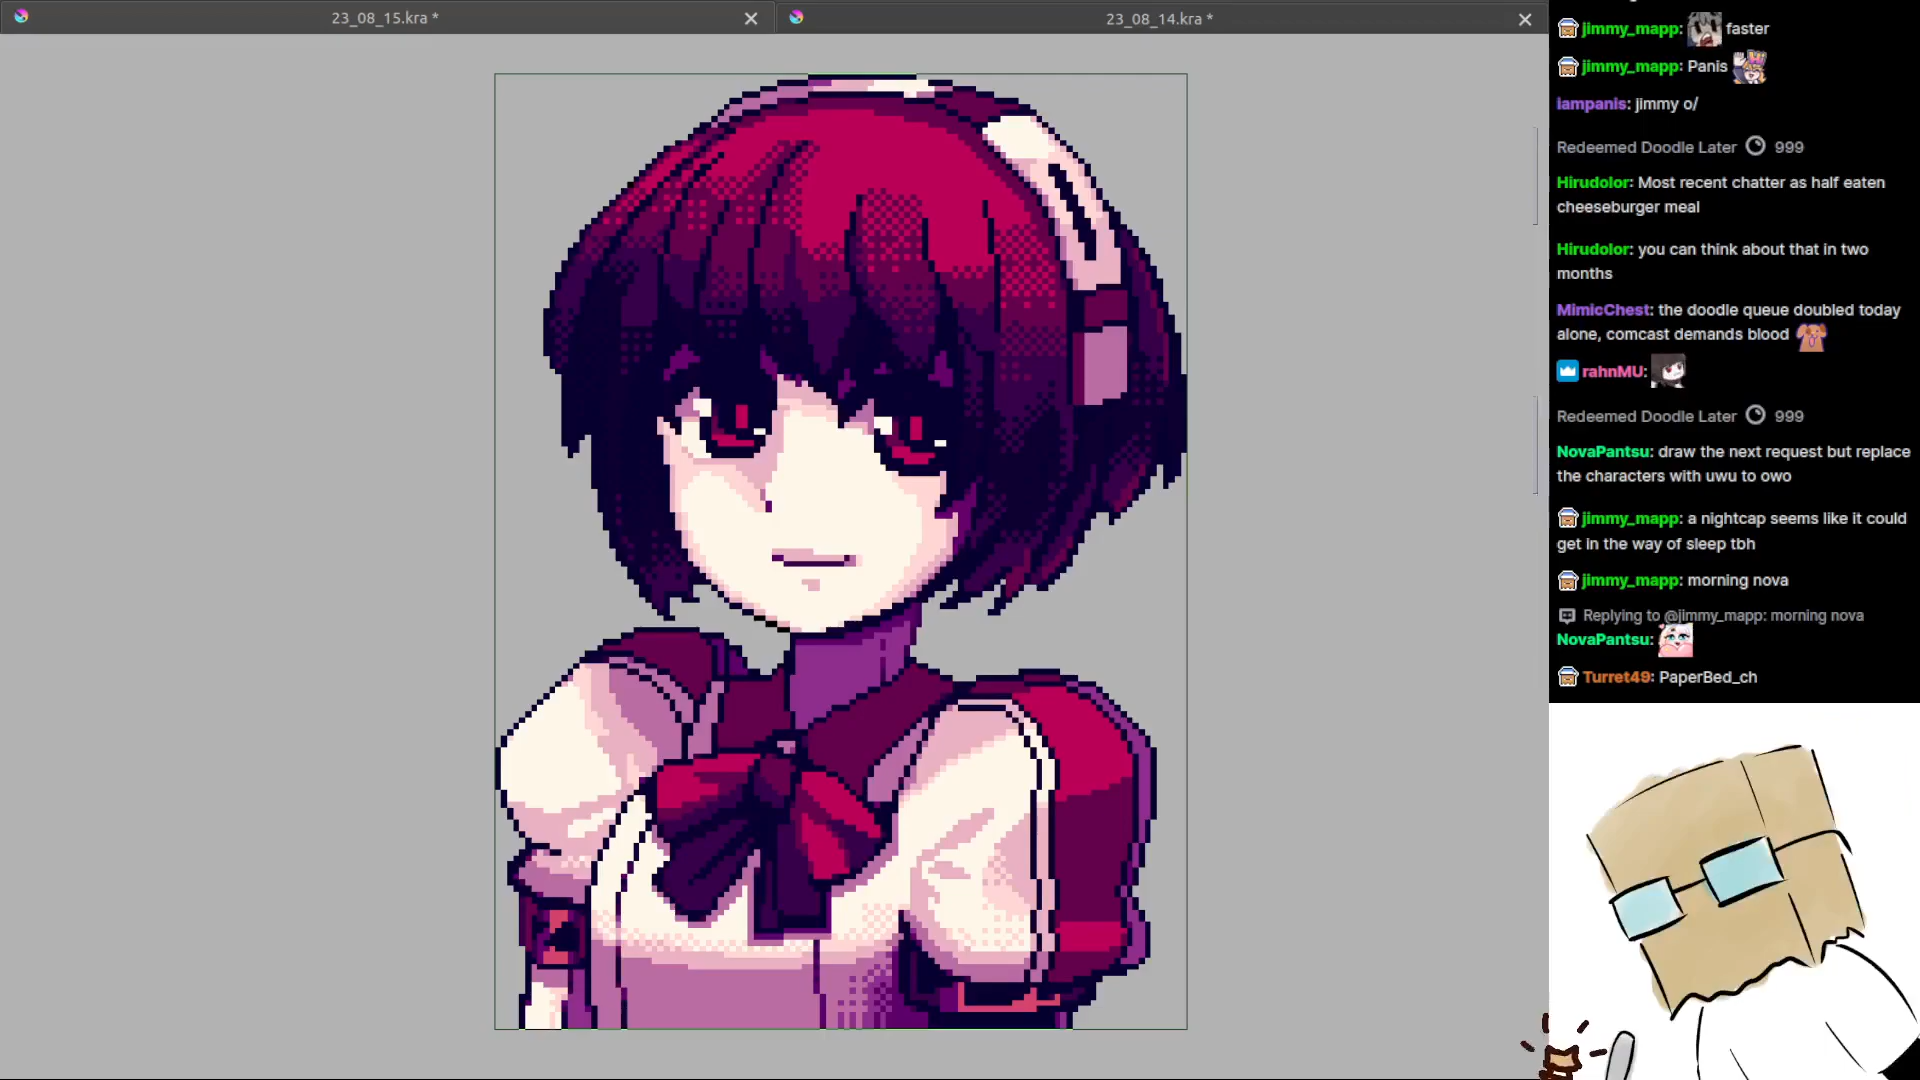 23_08_15.kra *
23_08_14.kra *
jimmy_mapp: faster
jimmy_mapp: Panis
iampanis: jimmy o/
Redeemed Doodle Later 999
Hirudolor: Most recent chatter as half eaten
cheeseburger meal
Hirudolor: you can think about that in two
months
MimicChest: the doodle queue doubled today
alone, comcast demands blood
rahnMU:
Redeemed Doodle Later 999
NovaPantsu: draw the next request but replace
the characters with uwu to owo
jimmy_mapp: a nightcap seems like it could
get in the way of sleep tbh
jimmy_mapp: morning nova
Replying to @jimmy_mapp: morning nova
NovaPantsu:
Turret49: PaperBed_ch